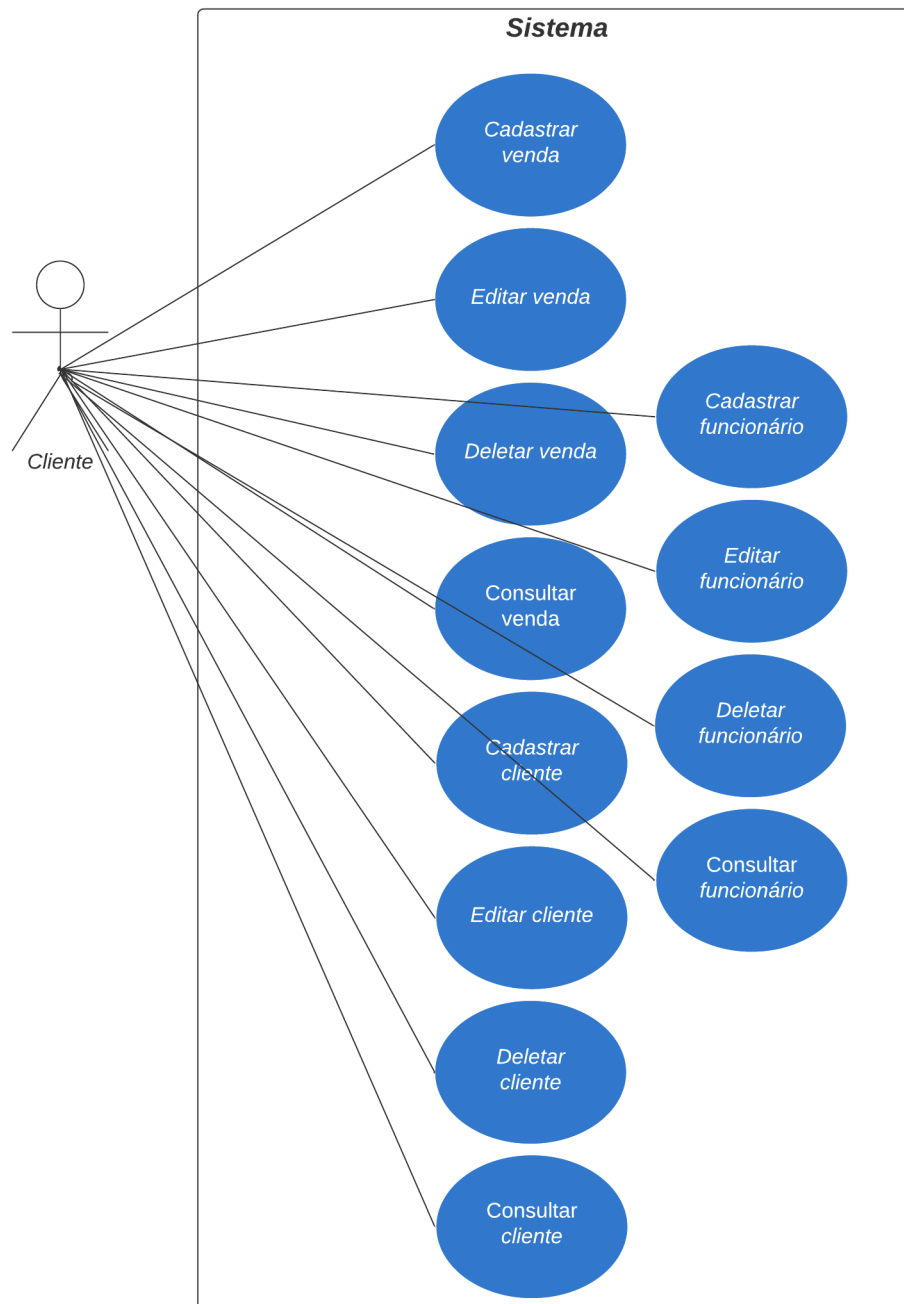 Sistema
Cadastrar
venda
Editar venda
Deletar venda
Consultar
venda
Cadastrar
cliente
Editar cliente
Deletar
cliente
Consultar
cliente
Cadastrar
funcionário
Editar
funcionário
Deletar
funcionário
Consultar
funcionário
Cliente